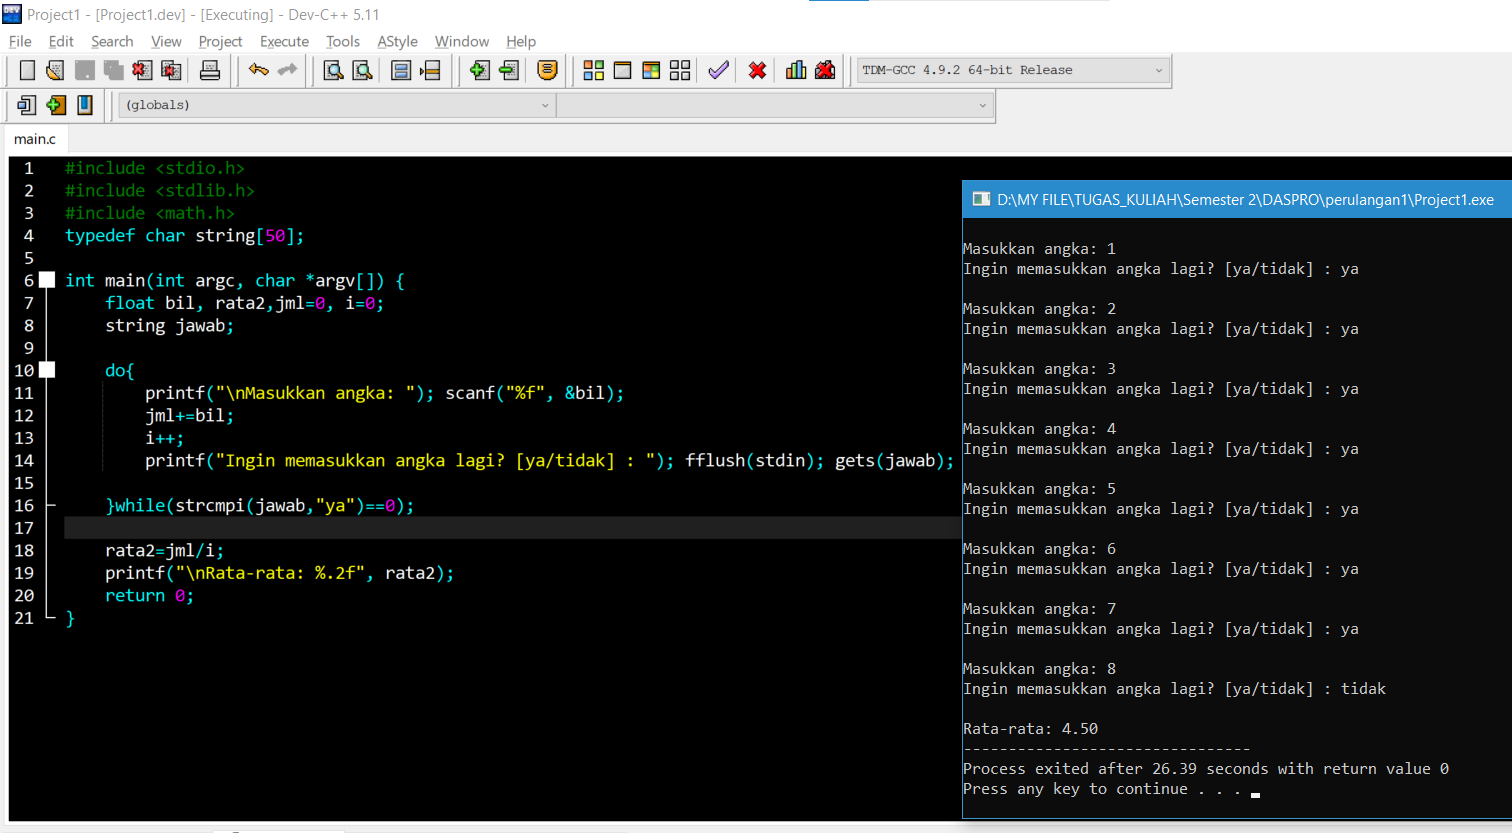 Project1 - [Project1.dev] - [Executing] - Dev-C++ 5.11
File Edit Search View Project Execute Tools AStyle Window Help
TDM-GCC 4.9.2 64-bit Release
(globals)
main.c
1 #include <stdio.h>
2 #include <stdlib.h>
3 #include <math.h>
4 typedef char string[50];
5
6 int main(int argc, char *argv[]) {
7 float bil, rata2,jml=0, i=0;
8 string jawab;
9
10 do{
11 printf("\nMasukkan angka: "); scanf("%f", &bil);
12 jml+=bil;
13 i++;
14 printf("Ingin memasukkan angka lagi? [ya/tidak] : "); fflush(stdin); gets(jawab);
15
16 }while(strcmpi(jawab,"ya")==0);
17
18 rata2=jml/i;
19 printf("\nRata-rata: %.2f", rata2);
20 return 0;
21 }
D:\MY FILE\TUGAS_KULIAH\Semester 2\DASPRO\perulangan1\Project1.exe
Masukkan angka: 1
Ingin memasukkan angka lagi? [ya/tidak] : ya
Masukkan angka: 2
Ingin memasukkan angka lagi? [ya/tidak] : ya
Masukkan angka: 3
Ingin memasukkan angka lagi? [ya/tidak] : ya
Masukkan angka: 4
Ingin memasukkan angka lagi? [ya/tidak] : ya
Masukkan angka: 5
Ingin memasukkan angka lagi? [ya/tidak] : ya
Masukkan angka: 6
Ingin memasukkan angka lagi? [ya/tidak] : ya
Masukkan angka: 7
Ingin memasukkan angka lagi? [ya/tidak] : ya
Masukkan angka: 8
Ingin memasukkan angka lagi? [ya/tidak] : tidak
Rata-rata: 4.50
--------------------------------
Process exited after 26.39 seconds with return value 0
Press any key to continue . . .